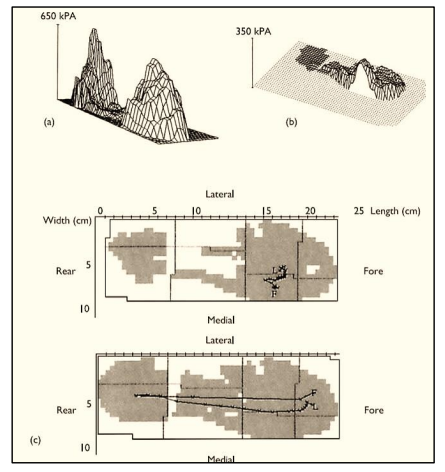 650 kPA
350 kPA
(a)
(b)
Lateral
Width (cm)
0 5 10 15 20 25 Length (cm)
Rear
5
Fore
10
Medial
Lateral
Rear
5
Fore
(c)
10
Medial